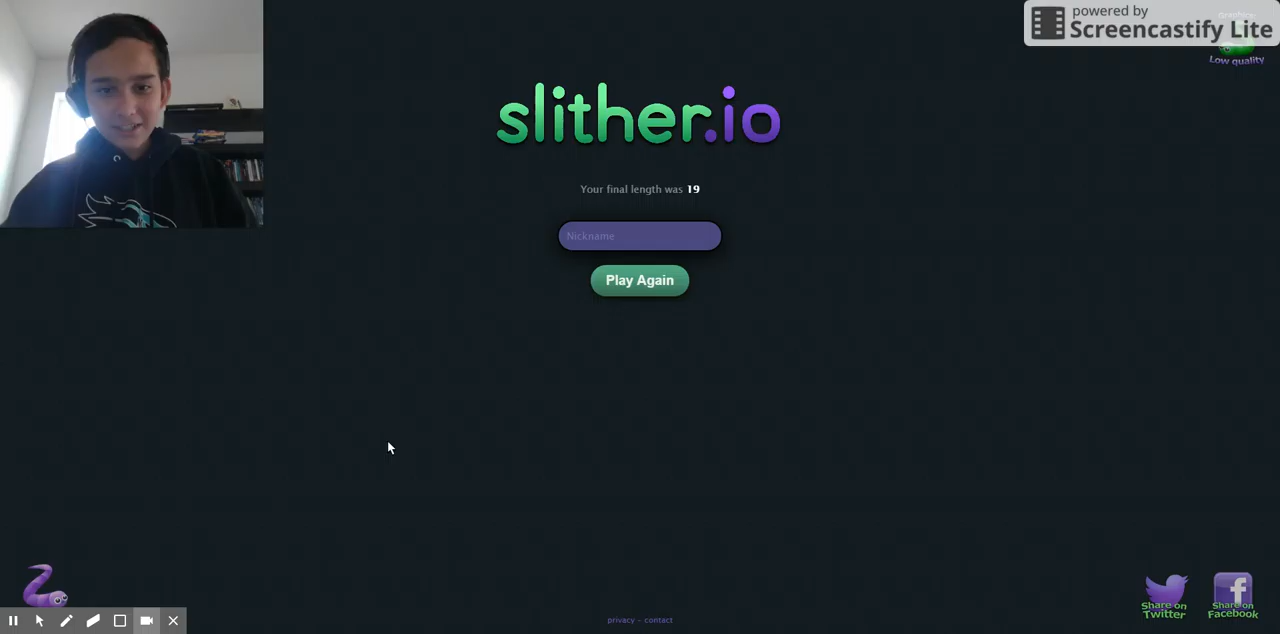 powered by
Screencastify Lite
Graphics
Low quality
slither.io
Your final length was 19
Nickname
Play Again
Share on
Twitter
Share on
Facebook
privacy - contact